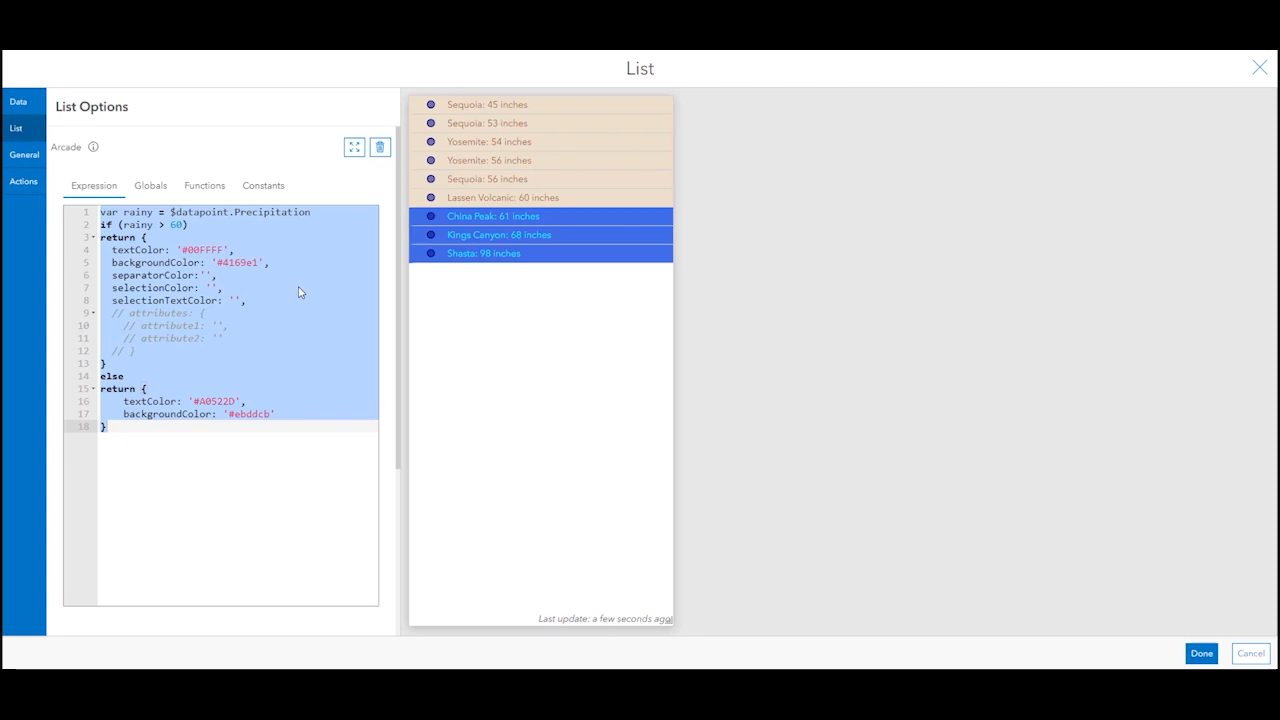 List
Data
List
General
Actions
List Options
Arcade
Expression Globals Functions Constants
1 var rainy = $datapoint.Precipitation
2 if (rainy > 60)
3 return {
4 textColor: '#00FFFF',
5 backgroundColor: '#4169e1',
6 separatorColor:'',
7 selectionColor: '',
8 selectionTextColor: '',
9 // attributes: {
10 // attribute1: '',
11 // attribute2: ''
12 // }
13 }
14 else
15 return {
16 textColor: '#A0522D',
17 backgroundColor: '#ebddcb'
18 }
Sequoia: 45 inches
Sequoia: 53 inches
Yosemite: 54 inches
Yosemite: 56 inches
Sequoia: 56 inches
Lassen Volcanic: 60 inches
China Peak: 61 inches
Kings Canyon: 68 inches
Shasta: 98 inches
Last update: a few seconds ago
Done Cancel